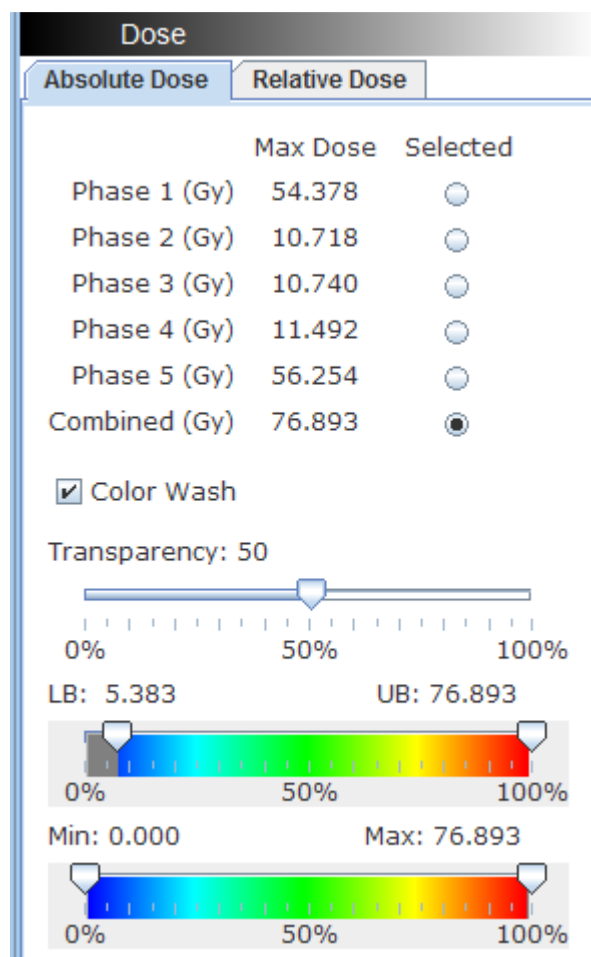 Dose
Absolute Dose Relative Dose
Max Dose Selected
Phase 1 (Gy) 54.378
Phase 2 (Gy) 10.718
Phase 3 (Gy) 10.740
Phase 4 (Gy) 11.492
Phase 5 (Gy) 56.254
Combined (Gy) 76.893
Color Wash
Transparency: 50
0% 50% 100%
LB: 5.383 UB: 76.893
0% 50% 100%
Min: 0.000 Max: 76.893
0% 50% 100%